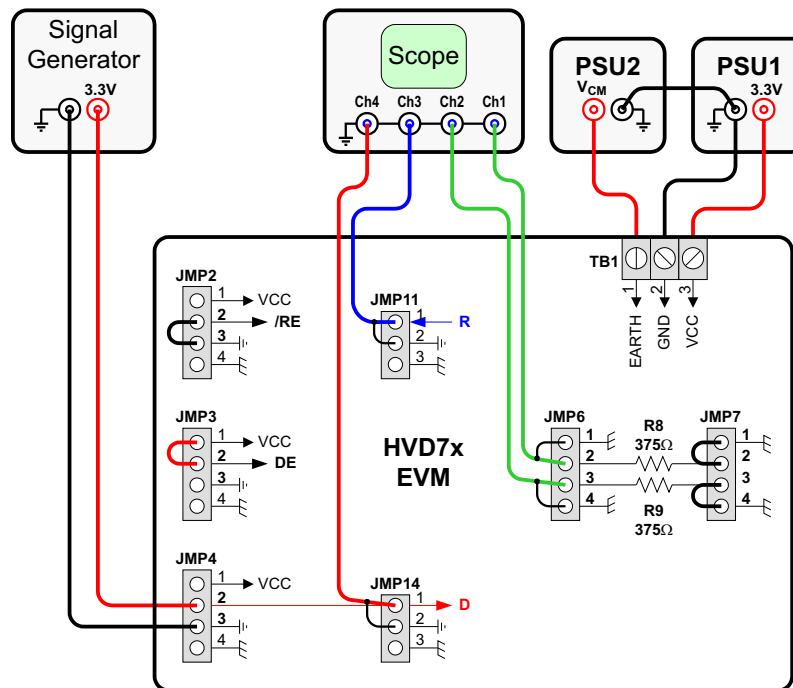 Signal
Generator
3.3V
Scope
Ch4
Ch3
Ch2
Ch1
PSU2
V_CM
PSU1
3.3V
TB1
1
2
3
EARTH
GND
VCC
JMP2
1
VCC
2
/RE
3
4
JMP11
1
R
2
3
JMP3
1
VCC
2
DE
3
4
HVD7x
EVM
JMP6
1
2
3
4
R8
375Ω
R9
375Ω
JMP7
1
2
3
4
JMP4
1
VCC
2
3
4
JMP14
1
D
2
3